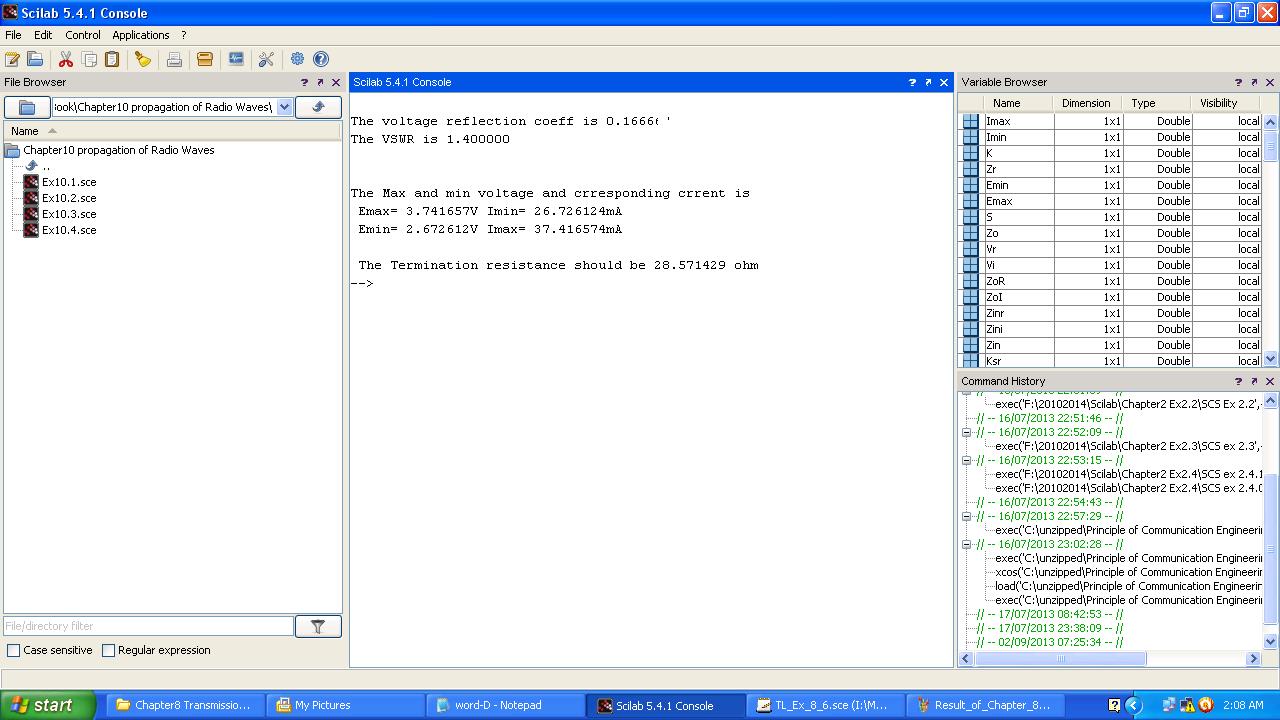 Scilab 5.4.1 Console
File Edit Control Applications ?
File Browser
\Chapter10 propagation of Radio Waves\
Name
Chapter10 propagation of Radio Waves
..
Ex10.1.sce
Ex10.2.sce
Ex10.3.sce
Ex10.4.sce
File/directory filter
Case sensitive Regular expression
Scilab 5.4.1 Console
The voltage reflection coeff is 0.1666
The VSWR is 1.400000
The Max and min voltage and crresponding crrent is
Emax= 3.741657V Imin= 26.726124mA
Emin= 2.672612V Imax= 37.416574mA
The Termination resistance should be 28.571429 ohm
-->
Variable Browser
Name Dimension Type Visibility
Imax 1x1 Double local
Imin 1x1 Double local
K 1x1 Double local
Zr 1x1 Double local
Emin 1x1 Double local
Emax 1x1 Double local
S 1x1 Double local
Zo 1x1 Double local
Vr 1x1 Double local
Vi 1x1 Double local
ZoR 1x1 Double local
ZoI 1x1 Double local
Zinr 1x1 Double local
Zini 1x1 Double local
Zin 1x1 Double local
Ksr 1x1 Double local
Command History
exec('F:\20102014\Scilab\Chapter2 Ex2.2\SCS Ex 2.2',
// -- 16/07/2013 22:51:46 -- //
// -- 16/07/2013 22:52:09 -- //
exec('F:\20102014\Scilab\Chapter2 Ex2.3\SCS ex 2.3',
// -- 16/07/2013 22:53:15 -- //
exec('F:\20102014\Scilab\Chapter2 Ex2.4\SCS ex 2.4.1
exec('F:\20102014\Scilab\Chapter2 Ex2.4\SCS ex 2.4.
// -- 16/07/2013 22:54:43 -- //
// -- 16/07/2013 22:57:29 -- //
exec('C:\unzipped\Principle of Communication Engineeri
// -- 16/07/2013 23:02:28 -- //
exec('C:\unzipped\Principle of Communication Engineeri
xcos('C:\unzipped\Principle of Communication Engineeri
load('C:\unzipped\Principle of Communication Engineeri
exec('C:\unzipped\Principle of Communication Engineeri
// -- 17/07/2013 08:42:53 -- //
// -- 17/07/2013 23:38:09 -- //
// -- 02/09/2013 07:25:34 -- //
start Chapter8 Transmissio... My Pictures word-D - Notepad Scilab 5.4.1 Console TL_Ex_8_6.sce (I:\M... Result_of_Chapter_8... 2:08 AM